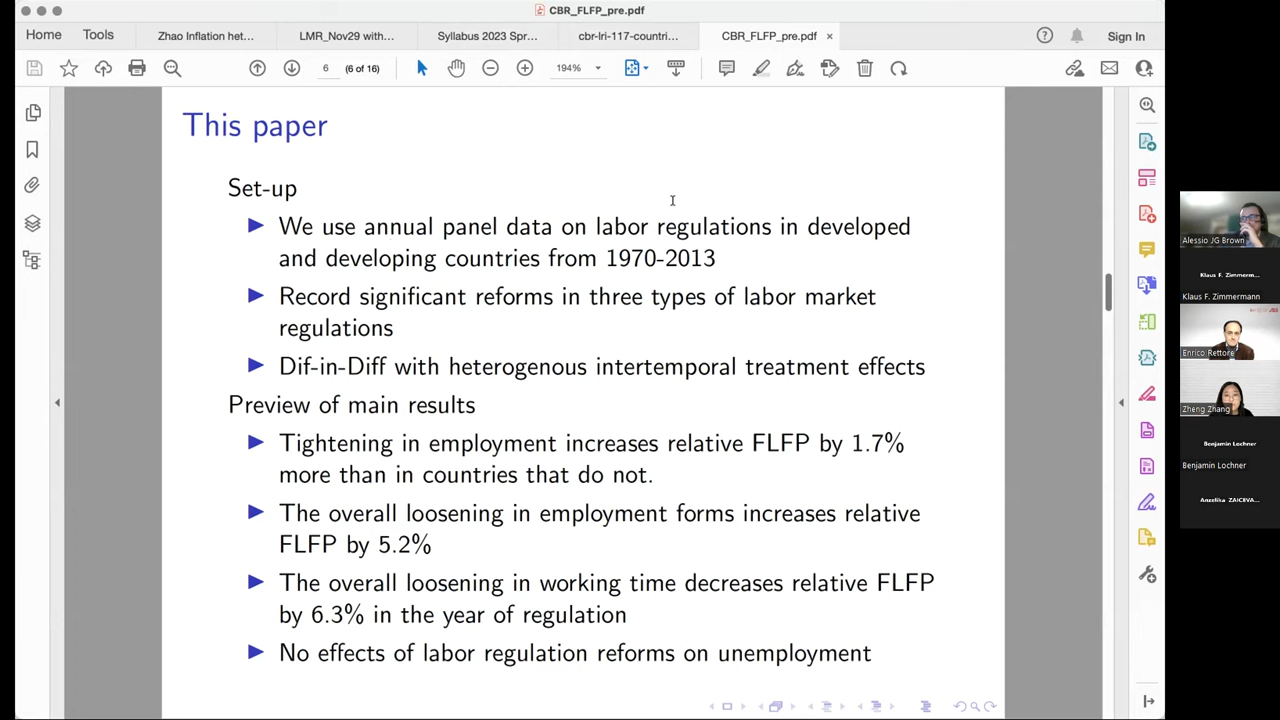 CBR_FLFP_pre.pdf
Home
Tools
Zhao Inflation het...
LMR_Nov29 with...
Syllabus 2023 Spr...
cbr-lri-117-countri...
CBR_FLFP_pre.pdf ×
Sign In
6 (6 of 16)
194%
This paper
Set-up
We use annual panel data on labor regulations in developed
and developing countries from 1970-2013
Record significant reforms in three types of labor market
regulations
Dif-in-Diff with heterogenous intertemporal treatment effects
Preview of main results
Tightening in employment increases relative FLFP by 1.7%
more than in countries that do not.
The overall loosening in employment forms increases relative
FLFP by 5.2%
The overall loosening in working time decreases relative FLFP
by 6.3% in the year of regulation
No effects of labor regulation reforms on unemployment
Alessio JG Brown
Klaus F. Zimmerm...
Klaus F. Zimmermann
Enrico Rettore
Zheng Zhang
Benjamin Lochner
Benjamin Lochner
Anzelika ZAICEVA...